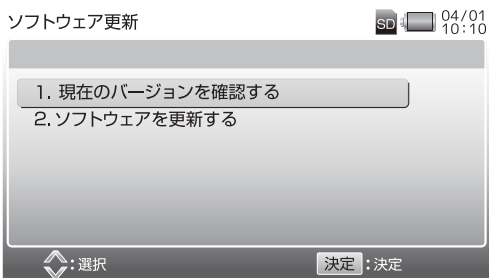 ソフトウェア更新
SD 04/01
10:10
1. 現在のバージョンを確認する
2. ソフトウェアを更新する
:選択 決定:決定